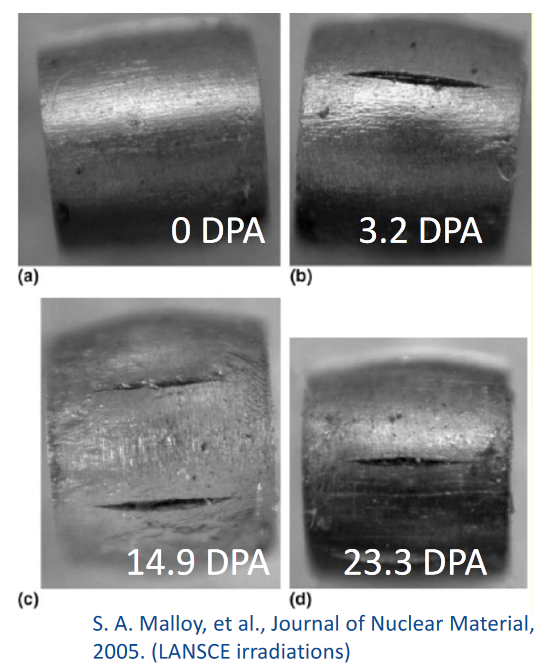 0 DPA
3.2 DPA
(a)
(b)
14.9 DPA
23.3 DPA
(c)
(d)
S. A. Malloy, et al., Journal of Nuclear Material,
2005. (LANSCE irradiations)